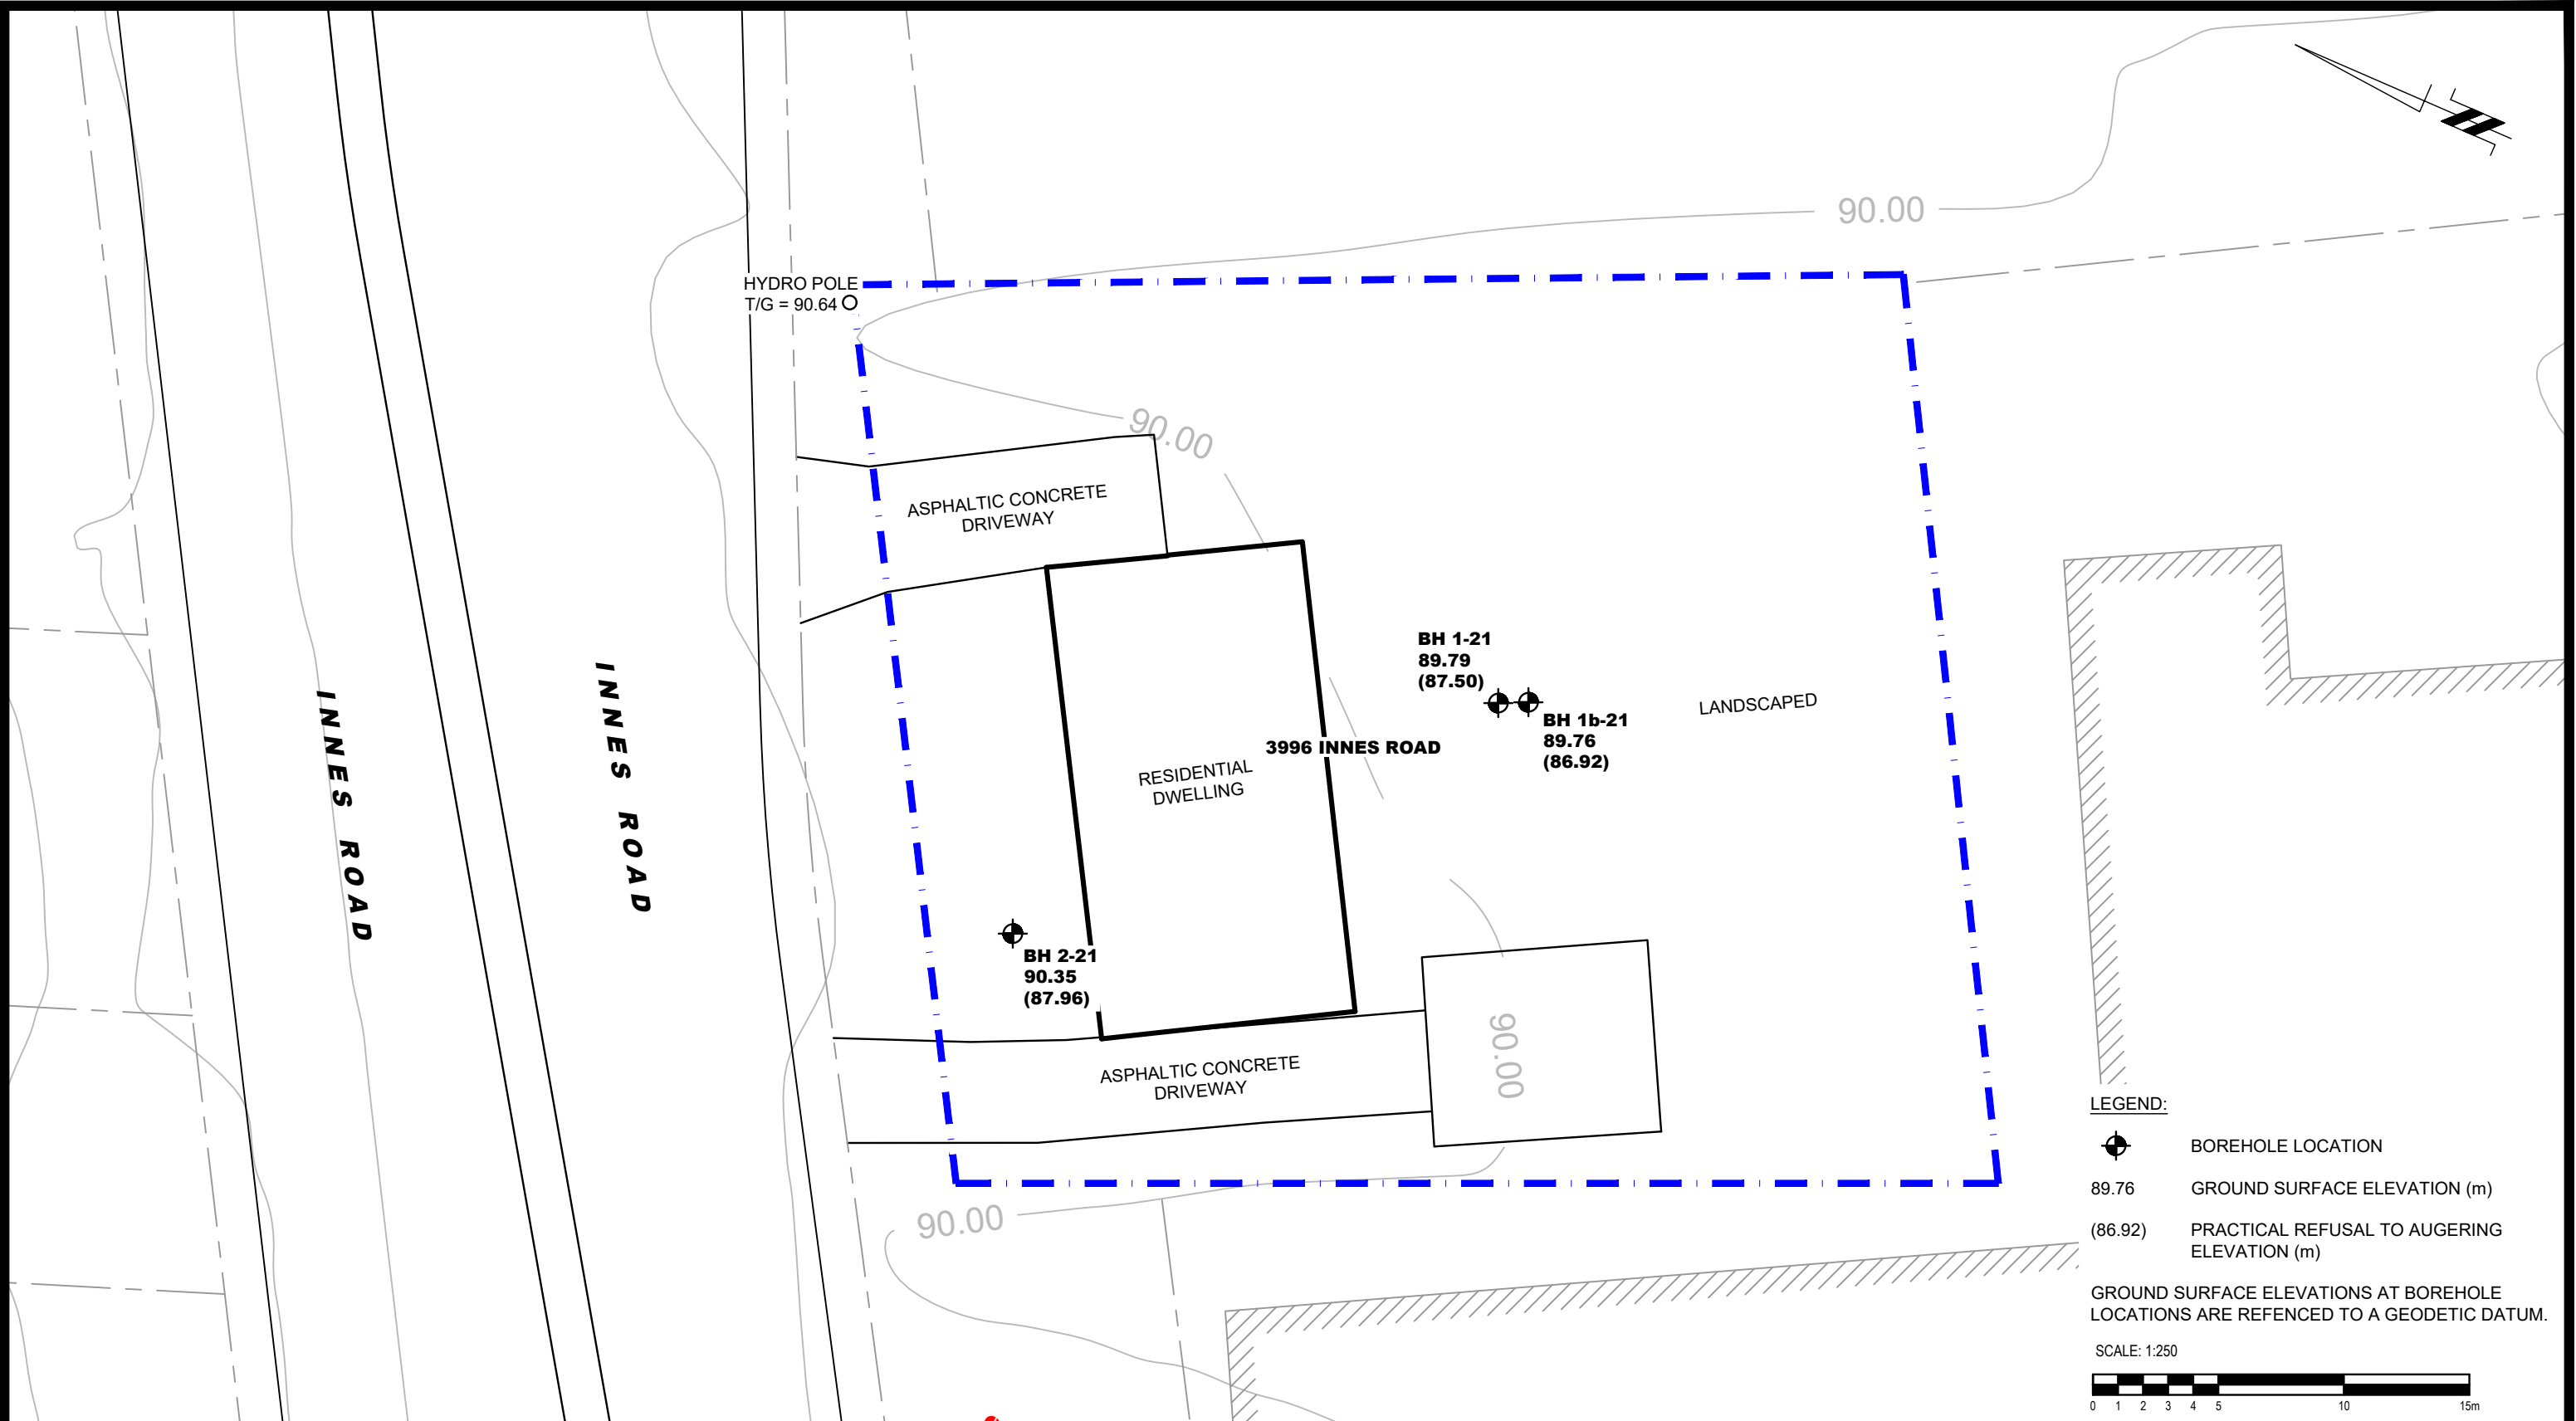 90.00
HYDRO POLE
T/G = 90.64
90.00
ASPHALTIC CONCRETE
DRIVEWAY
INNES ROAD
INNES ROAD
BH 1-21
89.79
(87.50)
BH 1b-21
89.76
(86.92)
LANDSCAPED
3996 INNES ROAD
RESIDENTIAL
DWELLING
BH 2-21
90.35
(87.96)
90.00
ASPHALTIC CONCRETE
DRIVEWAY
90.00
LEGEND:
BOREHOLE LOCATION
89.76 GROUND SURFACE ELEVATION (m)
(86.92) PRACTICAL REFUSAL TO AUGERING
ELEVATION (m)
GROUND SURFACE ELEVATIONS AT BOREHOLE
LOCATIONS ARE REFENCED TO A GEODETIC DATUM.
SCALE: 1:250
0 1 2 3 4 5 10 15m